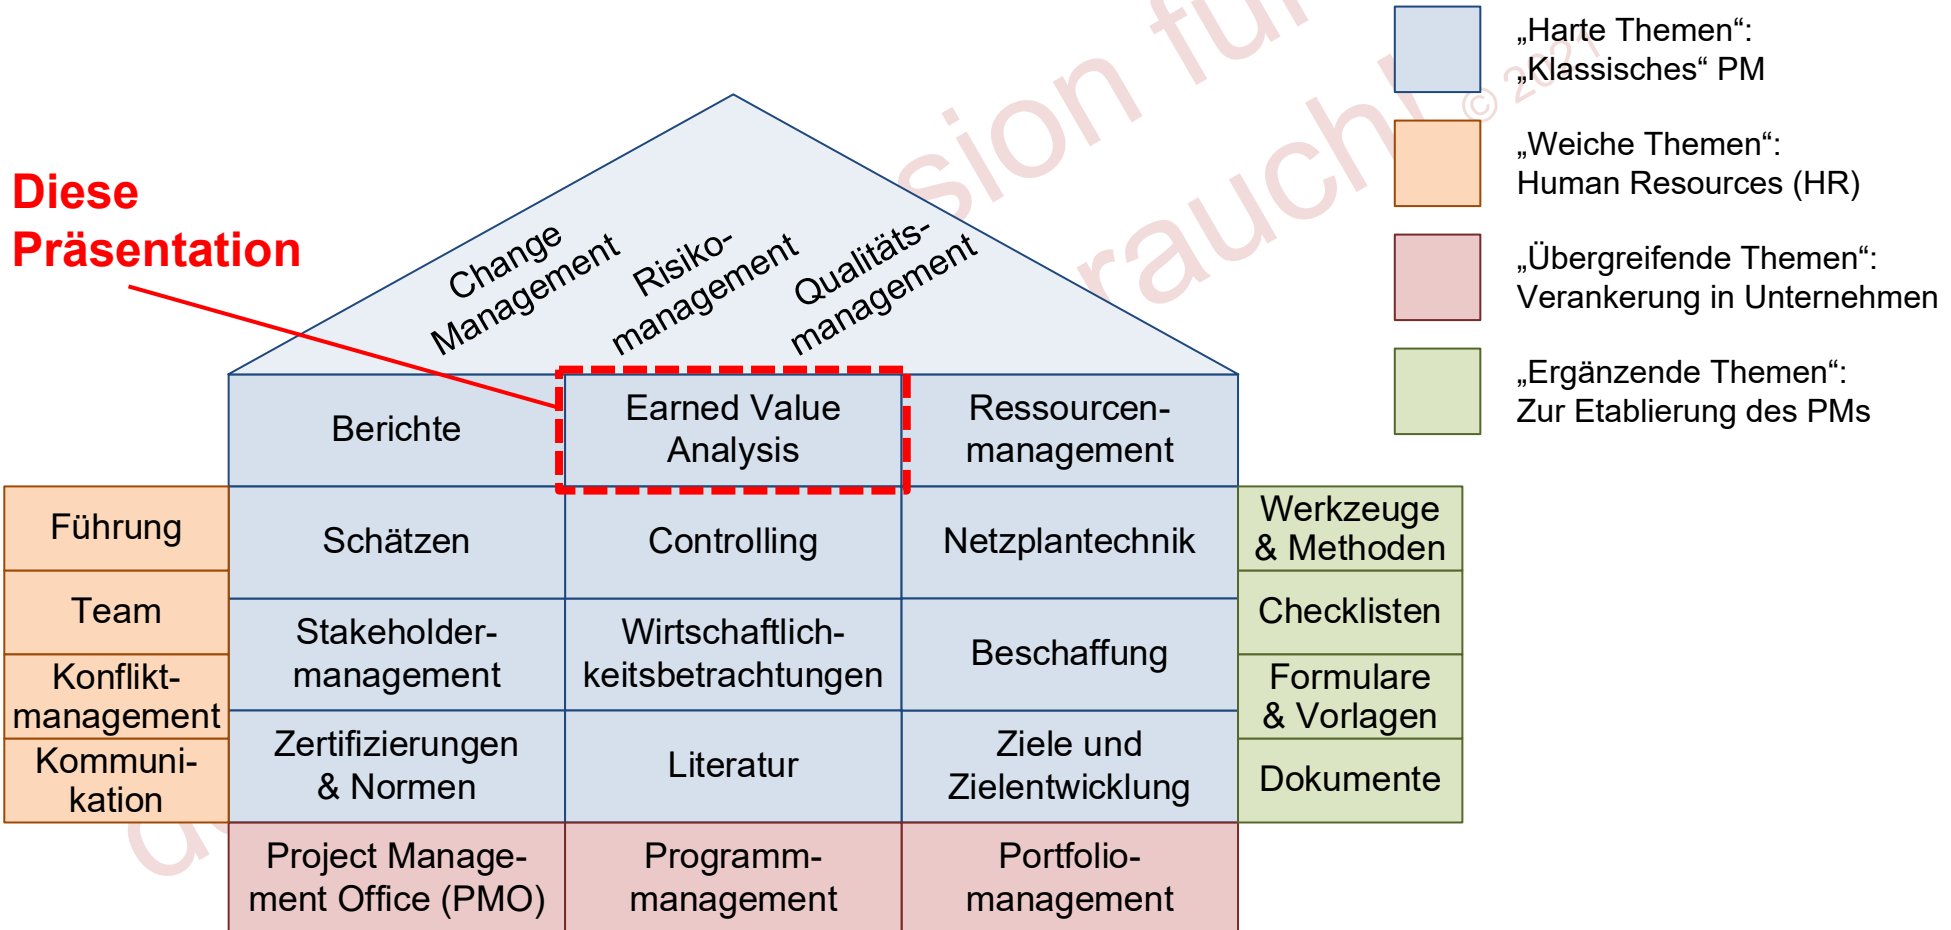 „Harte Themen“:
„Klassisches“ PM
© 2021
„Weiche Themen“:
Human Resources (HR)
„Übergreifende Themen“:
Verankerung in Unternehmen
„Ergänzende Themen“:
Zur Etablierung des PMs
Diese
Präsentation
Change
Management
Risiko-
management
Qualitäts-
management
Berichte
Earned Value
Analysis
Ressourcen-
management
Führung
Schätzen
Controlling
Netzplantechnik
Werkzeuge
& Methoden
Team
Stakeholder-
management
Wirtschaftlich-
keitsbetrachtungen
Beschaffung
Checklisten
Konflikt-
management
Formulare
& Vorlagen
Kommuni-
kation
Zertifizierungen
& Normen
Literatur
Ziele und
Zielentwicklung
Dokumente
Project Manage-
ment Office (PMO)
Programm-
management
Portfolio-
management